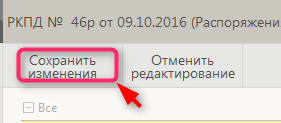 РКПД № 46р от 09.10.2016 (Распоряжени
Сохранить Отменить
изменения редактирование
Все